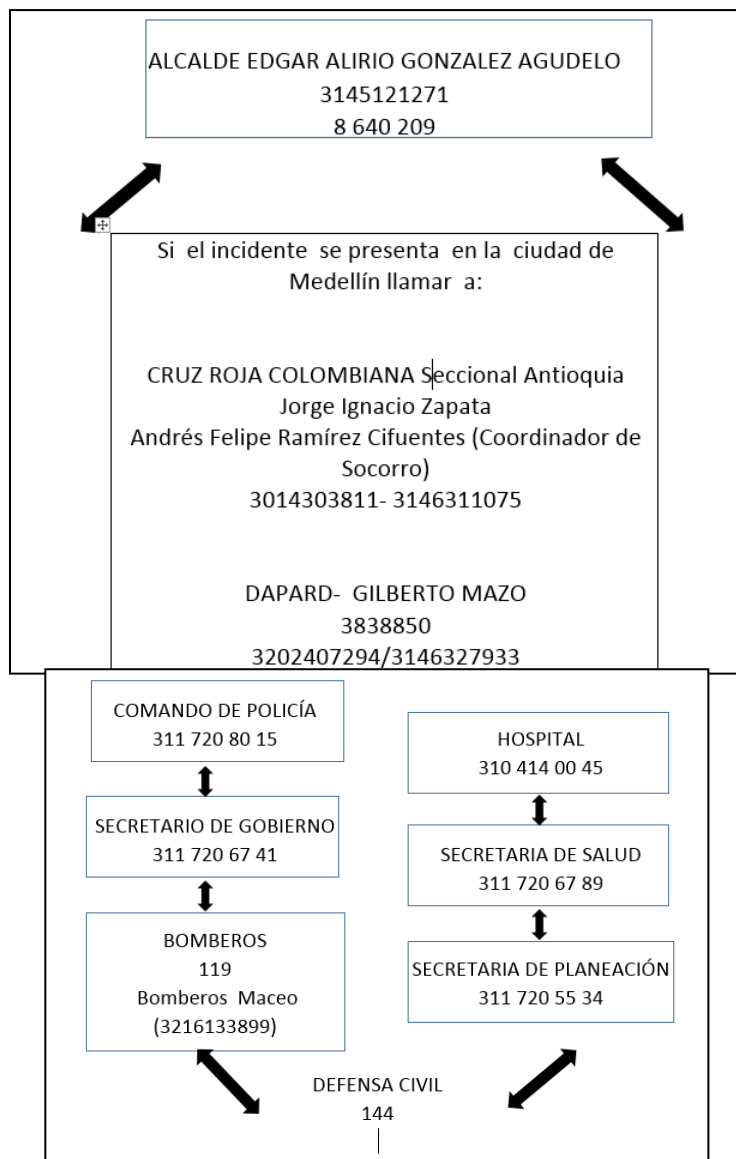 ALCALDE EDGAR ALIRIO GONZALEZ AGUDELO
3145121271
8 640 209
Si el incidente se presenta en la ciudad de
Medellín llamar a:
CRUZ ROJA COLOMBIANA Seccional Antioquia
Jorge Ignacio Zapata
Andrés Felipe Ramírez Cifuentes (Coordinador de
Socorro)
3014303811- 3146311075
DAPARD- GILBERTO MAZO
3838850
3202407294/3146327933
COMANDO DE POLICÍA
311 720 80 15
SECRETARIO DE GOBIERNO
311 720 67 41
BOMBEROS
119
Bomberos Maceo
(3216133899)
HOSPITAL
310 414 00 45
SECRETARIA DE SALUD
311 720 67 89
SECRETARIA DE PLANEACIÓN
311 720 55 34
DEFENSA CIVIL
144